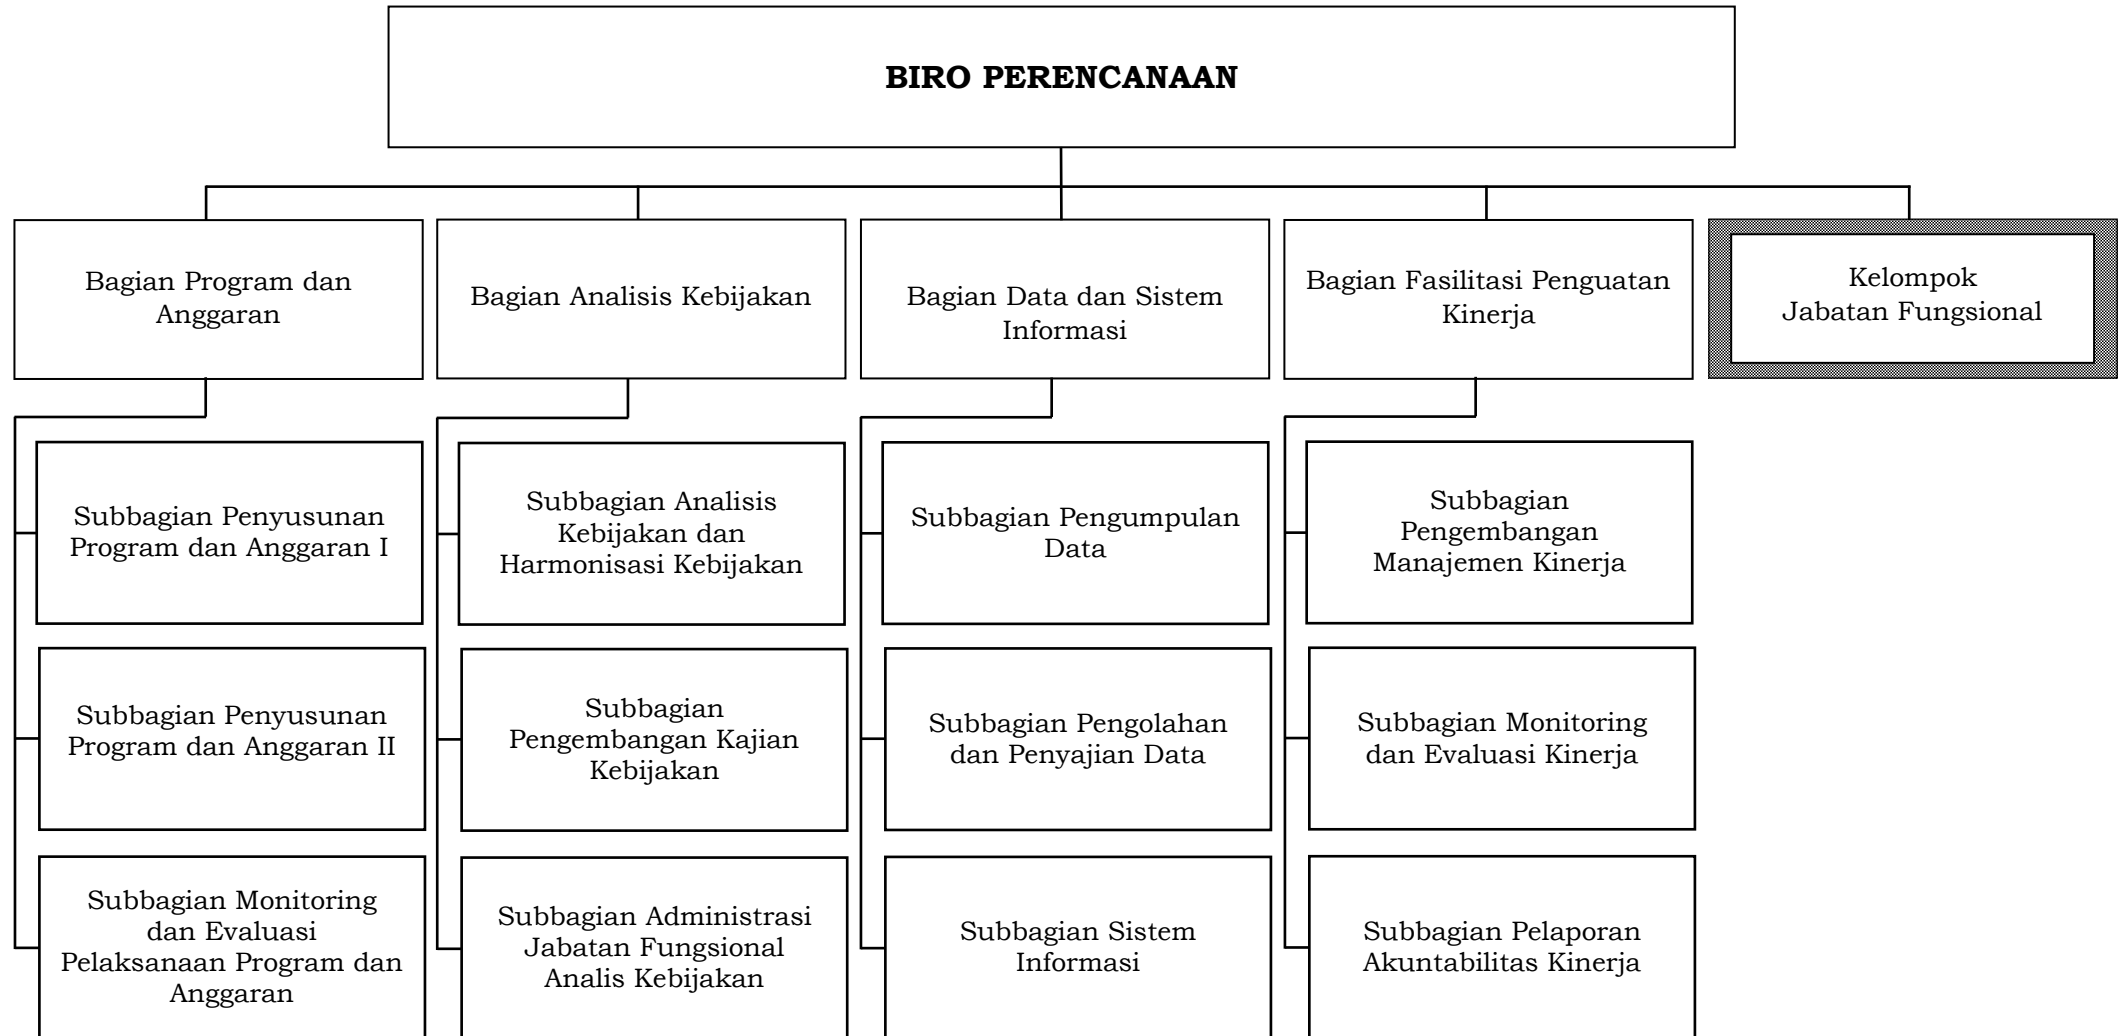 BIRO PERENCANAAN
Bagian Program dan
Anggaran
Bagian Analisis Kebijakan
Bagian Data dan Sistem
Informasi
Bagian Fasilitasi Penguatan
Kinerja
Kelompok
Jabatan Fungsional
Subbagian Penyusunan
Program dan Anggaran I
Subbagian Analisis
Kebijakan dan
Harmonisasi Kebijakan
Subbagian Pengumpulan
Data
Subbagian
Pengembangan
Manajemen Kinerja
Subbagian Penyusunan
Program dan Anggaran II
Subbagian
Pengembangan Kajian
Kebijakan
Subbagian Pengolahan
dan Penyajian Data
Subbagian Monitoring
dan Evaluasi Kinerja
Subbagian Monitoring
dan Evaluasi
Pelaksanaan Program dan
Anggaran
Subbagian Administrasi
Jabatan Fungsional
Analis Kebijakan
Subbagian Sistem
Informasi
Subbagian Pelaporan
Akuntabilitas Kinerja